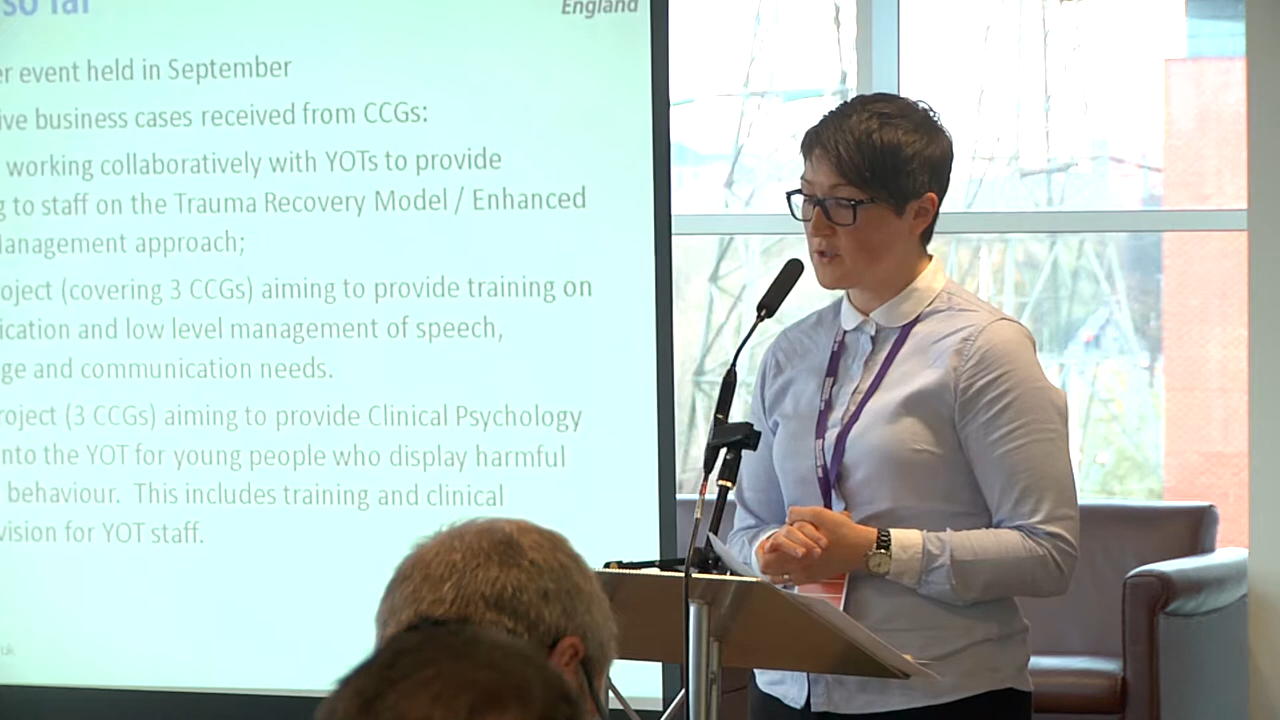 so far
England
er event held in September
ive business cases received from CCGs:
working collaboratively with YOTs to provide
g to staff on the Trauma Recovery Model / Enhanced
Management approach;
oject (covering 3 CCGs) aiming to provide training on
ication and low level management of speech,
ge and communication needs.
roject (3 CCGs) aiming to provide Clinical Psychology
nto the YOT for young people who display harmful
behaviour. This includes training and clinical
vision for YOT staff.
uk